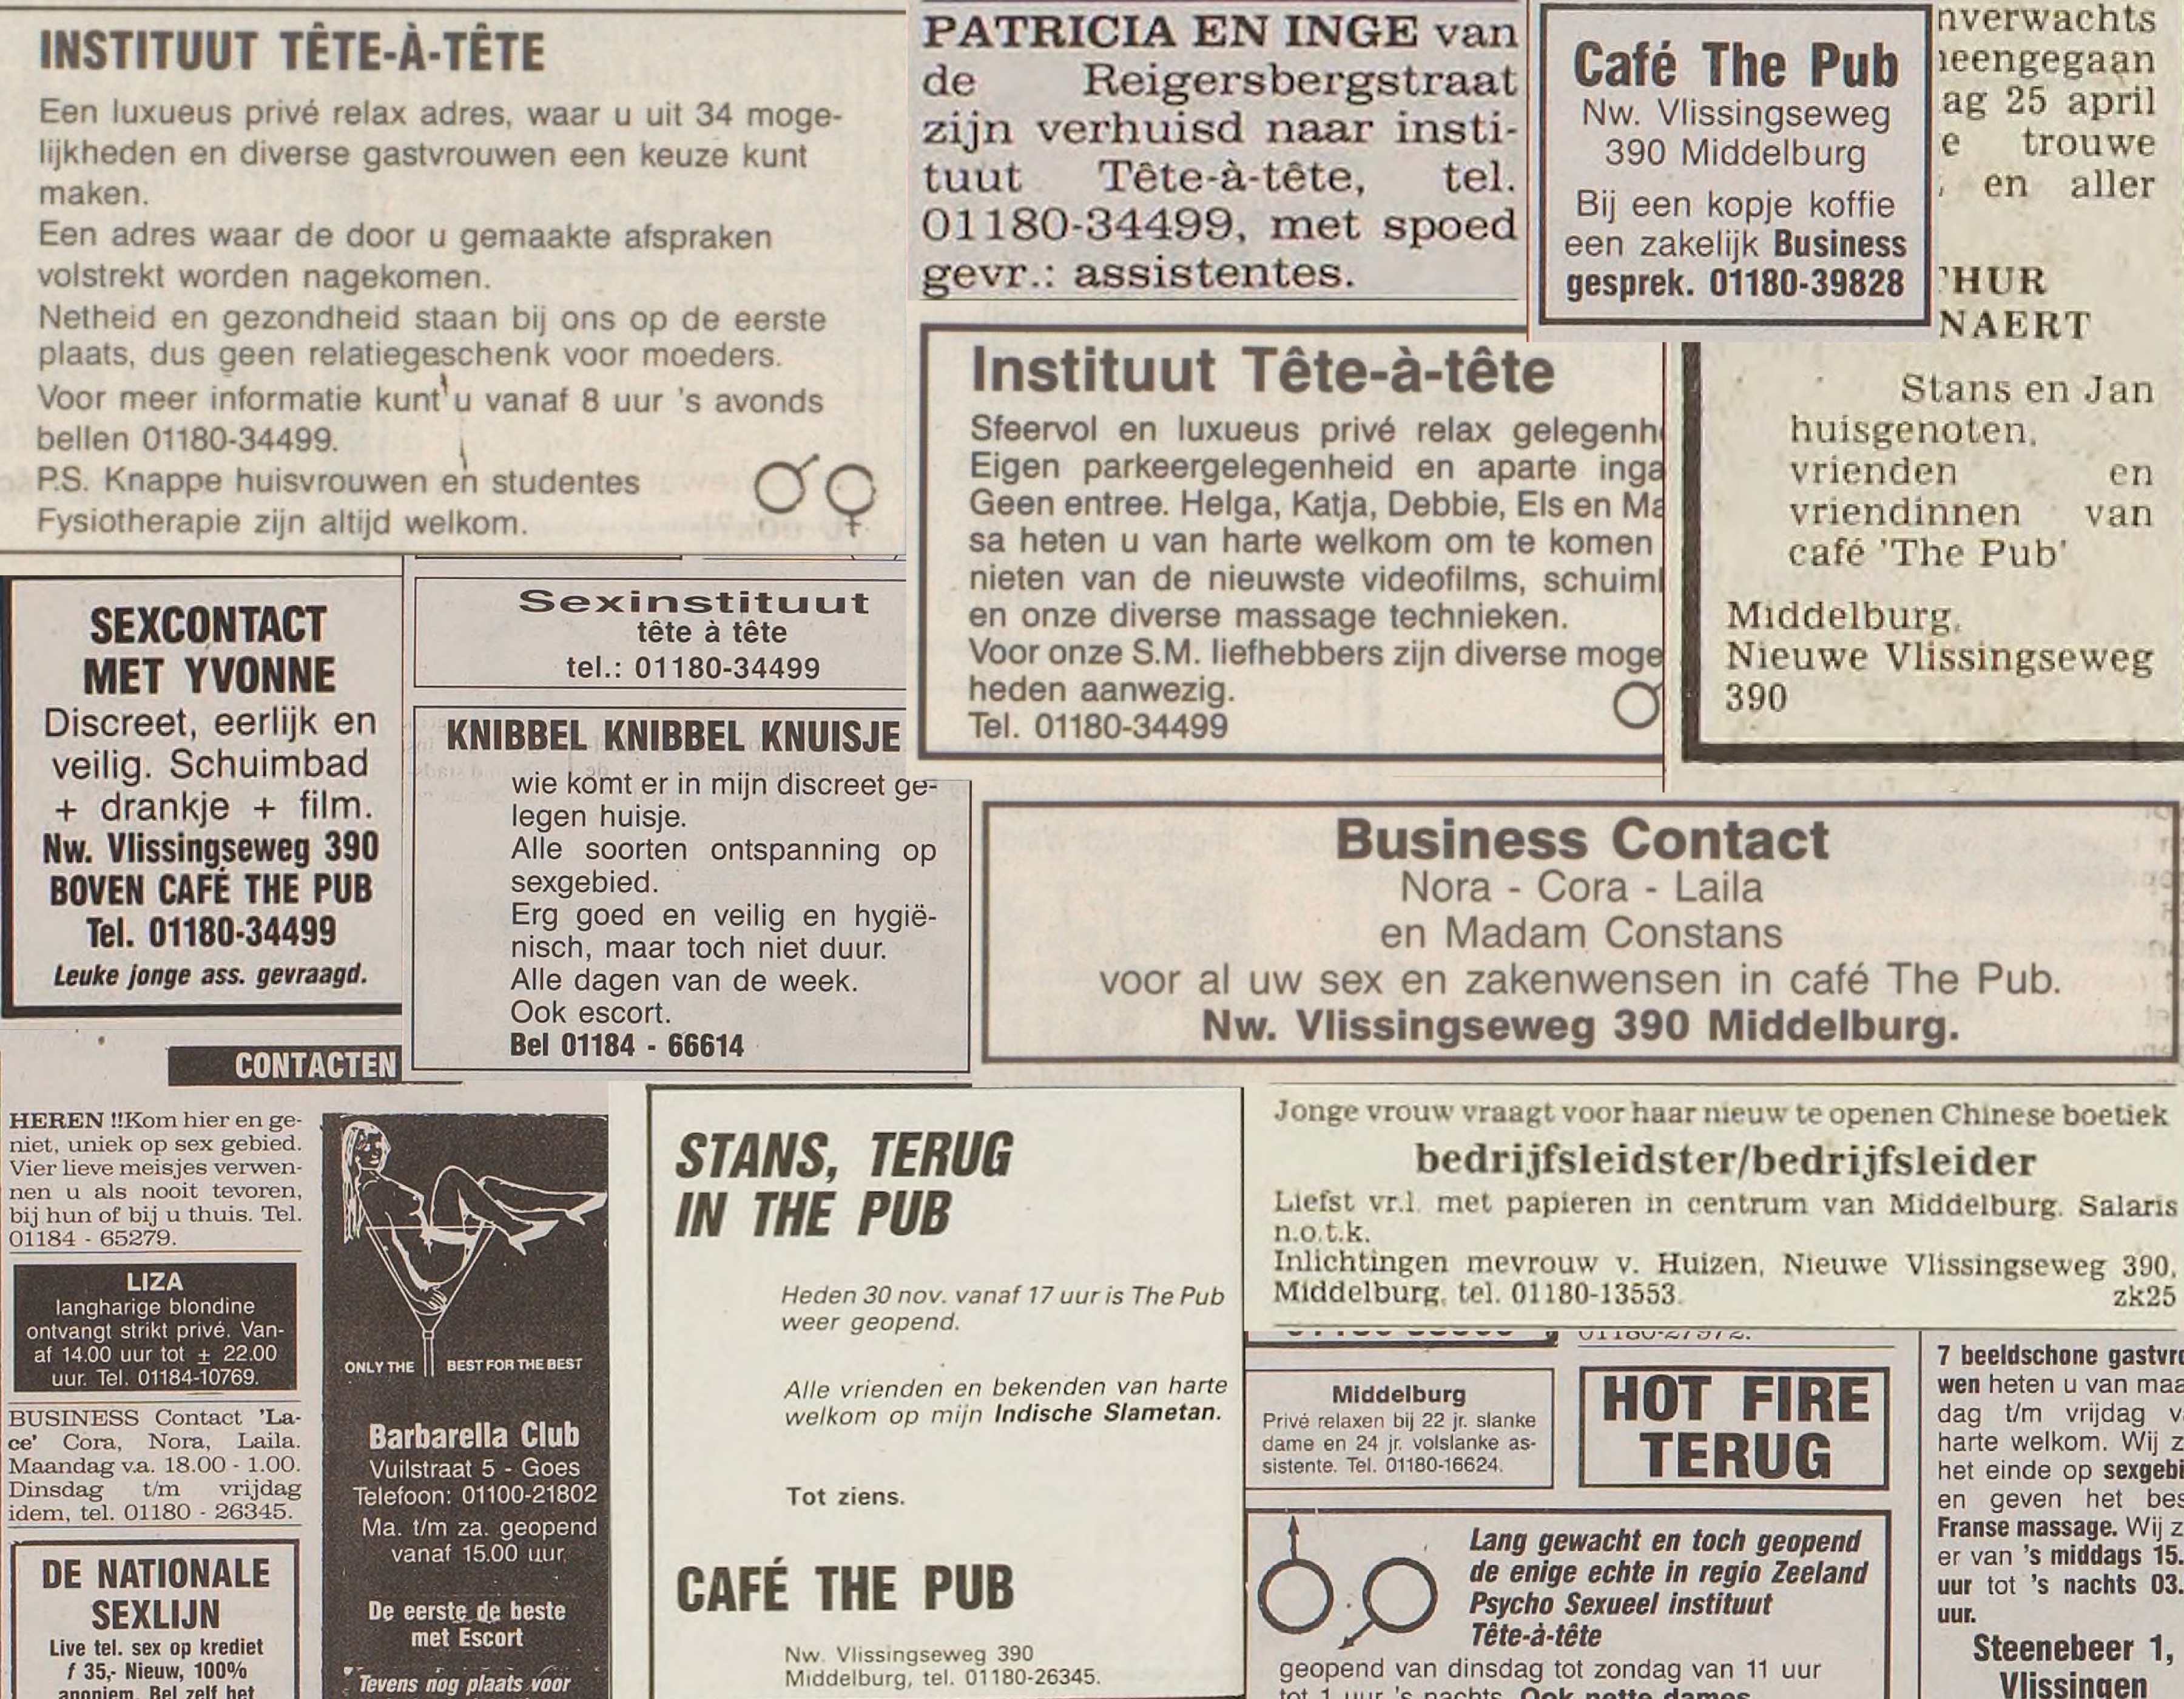 INSTITUUT TÊTE-À-TÊTE
Een luxueus privé relax adres, waar u uit 34 moge-
lijkheden en diverse gastvrouwen een keuze kunt
maken.
Een adres waar de door u gemaakte afspraken
volstrekt worden nagekomen.
Netheid en gezondheid staan bij ons op de eerste
plaats, dus geen relatiegeschenk voor moeders.
Voor meer informatie kunt u vanaf 8 uur 's avonds
bellen 01180-34499.
P.S. Knappe huisvrouwen en studentes
Fysiotherapie zijn altijd welkom.
PATRICIA EN INGE van
de Reigersbergstraat
zijn verhuisd naar insti-
tuut Tête-à-tête, tel.
01180-34499, met spoed
gevr.: assistentes.
Café The Pub
Nw. Vlissingseweg
390 Middelburg
Bij een kopje koffie
een zakelijk Business
gesprek. 01180-39828
nverwachts
eengegaan
ag 25 april
e trouwe
en aller
HUR
NAERT
Stans en Jan
huisgenoten,
vrienden en
vriendinnen van
café 'The Pub'
Middelburg,
Nieuwe Vlissingseweg
390
Instituut Tête-à-tête
Sfeervol en luxueus privé relax gelegenh
Eigen parkeergelegenheid en aparte inga
Geen entree. Helga, Katja, Debbie, Els en Ma
sa heten u van harte welkom om te komen
nieten van de nieuwste videofilms, schuim
en onze diverse massage technieken.
Voor onze S.M. liefhebbers zijn diverse moge
heden aanwezig.
Tel. 01180-34499
SEXCONTACT
MET YVONNE
Discreet, eerlijk en
veilig. Schuimbad
+ drankje + film.
Nw. Vlissingseweg 390
BOVEN CAFÉ THE PUB
Tel. 01180-34499
Leuke jonge ass. gevraagd.
Sexinstituut
tête à tête
tel.: 01180-34499
KNIBBEL KNIBBEL KNUISJE
wie komt er in mijn discreet ge-
legen huisje.
Alle soorten ontspanning op
sexgebied.
Erg goed en veilig en hygië-
nisch, maar toch niet duur.
Alle dagen van de week.
Ook escort.
Bel 01184 - 66614
Business Contact
Nora - Cora - Laila
en Madam Constans
voor al uw sex en zakenwensen in café The Pub.
Nw. Vlissingseweg 390 Middelburg.
CONTACTEN
HEREN !!Kom hier en ge-
niet, uniek op sex gebied.
Vier lieve meisjes verwen-
nen u als nooit tevoren,
bij hun of bij u thuis. Tel.
01184 - 65279.
LIZA
langharige blondine
ontvangt strikt privé. Van-
af 14.00 uur tot ± 22.00
uur. Tel. 01184-10769.
BUSINESS Contact 'La-
ce' Cora, Nora, Laila.
Maandag v.a. 18.00 - 1.00.
Dinsdag t/m vrijdag
idem, tel. 01180 - 26345.
DE NATIONALE
SEXLIJN
Live tel. sex op krediet
f 35,- Nieuw, 100%
anoniem. Bel zelf het
ONLY THE BEST FOR THE BEST
Barbarella Club
Vuilstraat 5 - Goes
Telefoon: 01100-21802
Ma. t/m za. geopend
vanaf 15.00 uur.
De eerste de beste
met Escort
Tevens nog plaats voor
STANS, TERUG
IN THE PUB
Heden 30 nov. vanaf 17 uur is The Pub
weer geopend.
Alle vrienden en bekenden van harte
welkom op mijn Indische Slametan.
Tot ziens.
CAFÉ THE PUB
Nw. Vlissingseweg 390
Middelburg, tel. 01180-26345.
Jonge vrouw vraagt voor haar nieuw te openen Chinese boetiek
bedrijfsleidster/bedrijfsleider
Liefst vr.l. met papieren in centrum van Middelburg. Salaris
n.o.t.k.
Inlichtingen mevrouw v. Huizen, Nieuwe Vlissingseweg 390,
Middelburg, tel. 01180-13553.
zk25
Middelburg
Privé relaxen bij 22 jr. slanke
dame en 24 jr. volslanke as-
sistente. Tel. 01180-16624.
HOT FIRE
TERUG
Lang gewacht en toch geopend
de enige echte in regio Zeeland
Psycho Sexueel instituut
Tête-à-tête
geopend van dinsdag tot zondag van 11 uur
tot 1 uur 's nachts. Ook nette dames
7 beeldschone gastvro
wen heten u van maa
dag t/m vrijdag v
harte welkom. Wij z
het einde op sexgebi
en geven het bes
Franse massage. Wij z
er van 's middags 15.
uur tot 's nachts 03.
uur.
Steenebeer 1,
Vlissingen